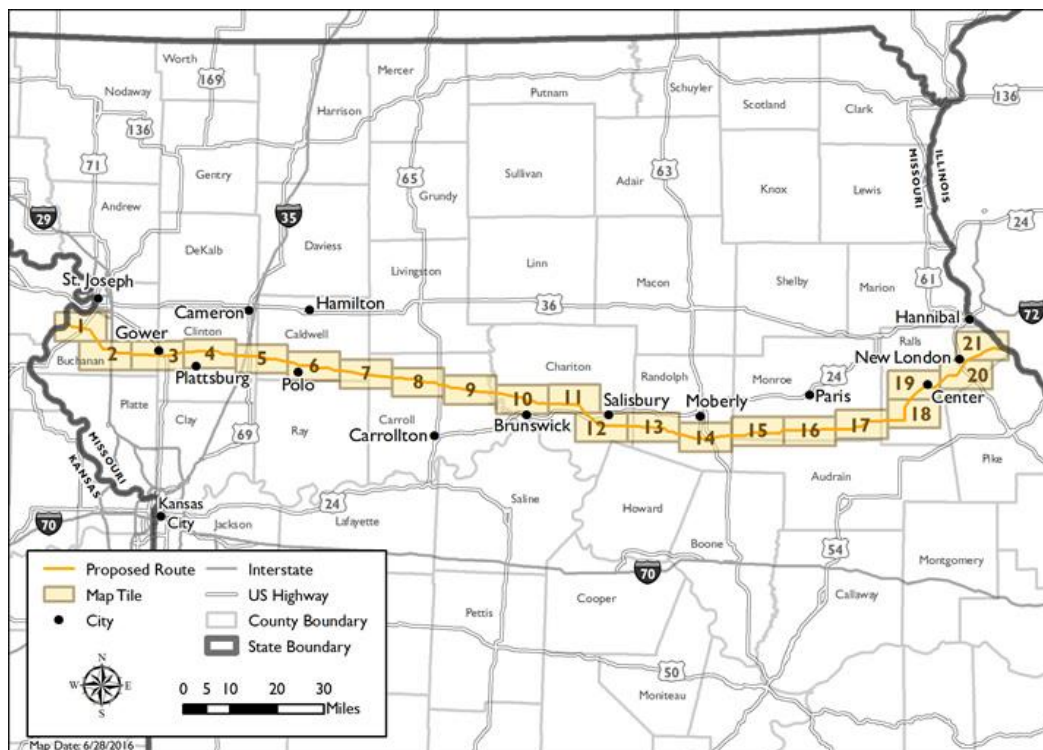 Worth
Mercer
169
Nodaway
Harrison
Putnam
Schuyler
Scotland
Clark
136
136
71
Gentry
65
Sullivan
Adair
63
Knox
Lewis
MISSOURI
ILLINOIS
Andrew
Grundy
29
35
24
DeKalb
Daviess
Livingston
Linn
Macon
Shelby
Marion
61
St. Joseph
Cameron
Hamilton
36
Hannibal
72
1
Gower
Clinton
Caldwell
Ralls
21
Buchanan
2
3
4
5
6
7
8
9
10
11
12
13
14
15
16
17
18
19
20
New London
Chariton
Randolph
Monroe
24
Paris
Center
Plattsburg
Polo
Platte
Clay
Ray
Carroll
Carrollton
Brunswick
Salisbury
Moberly
69
MISSOURI
KANSAS
Audrain
Pike
Kansas
City
70
Jackson
24
Lafayette
Saline
Howard
Boone
54
Montgomery
70
Cooper
Callaway
Pettis
50
Moniteau
Proposed Route
Map Tile
City
Interstate
US Highway
County Boundary
State Boundary
N
W
E
S
0 5 10 20 30
Miles
Map Date: 6/28/2016